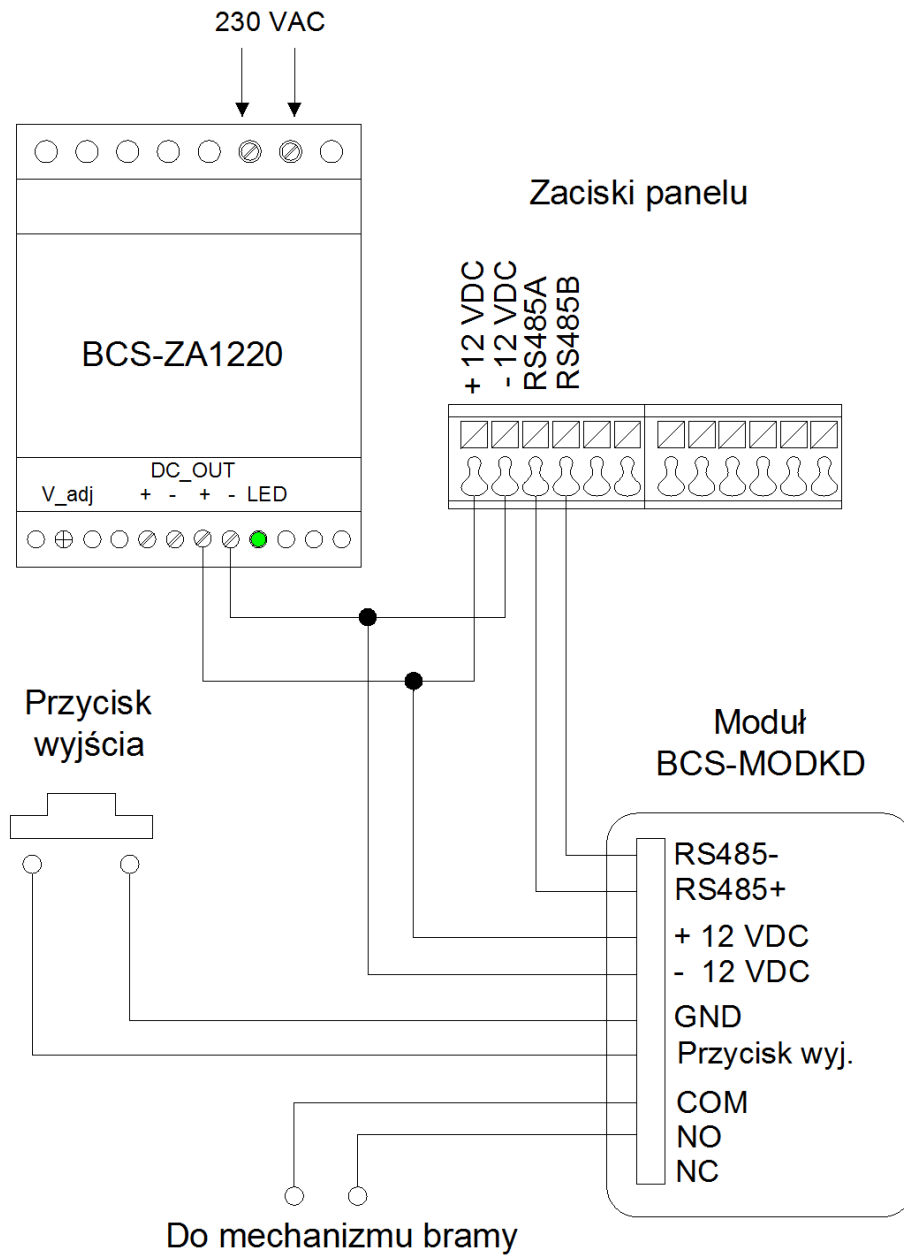 230 VAC
Zaciski panelu
+ 12 VDC
- 12 VDC
RS485A
RS485B
BCS-ZA1220
DC_OUT
V_adj + - + - LED
Przycisk
wyjścia
Moduł
BCS-MODKD
RS485-
RS485+
+ 12 VDC
- 12 VDC
GND
Przycisk wyj.
COM
NO
NC
Do mechanizmu bramy